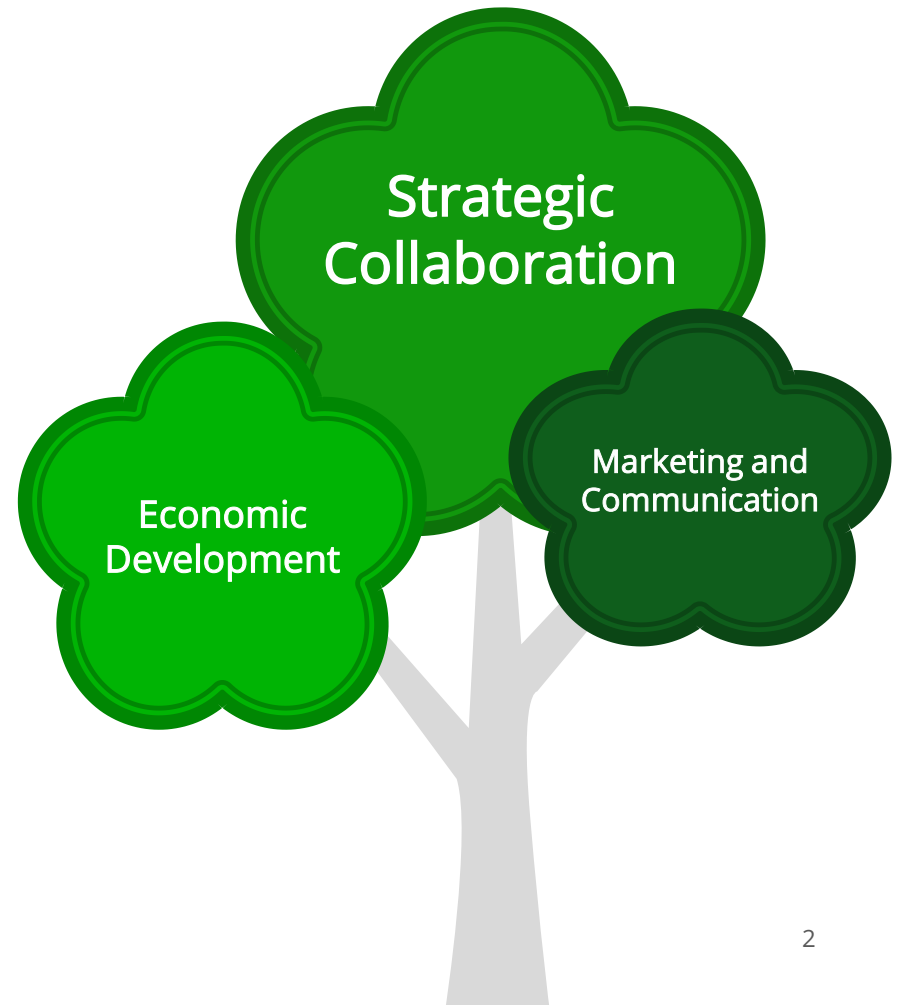 Strategic
Collaboration
Economic
Development
Marketing and
Communication
2